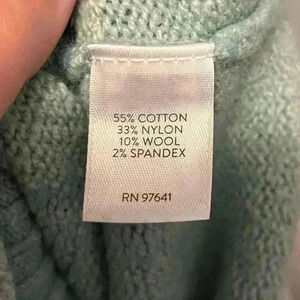 55% COTTON
33% NYLON
10% WOOL
2% SPANDEX
RN 97641